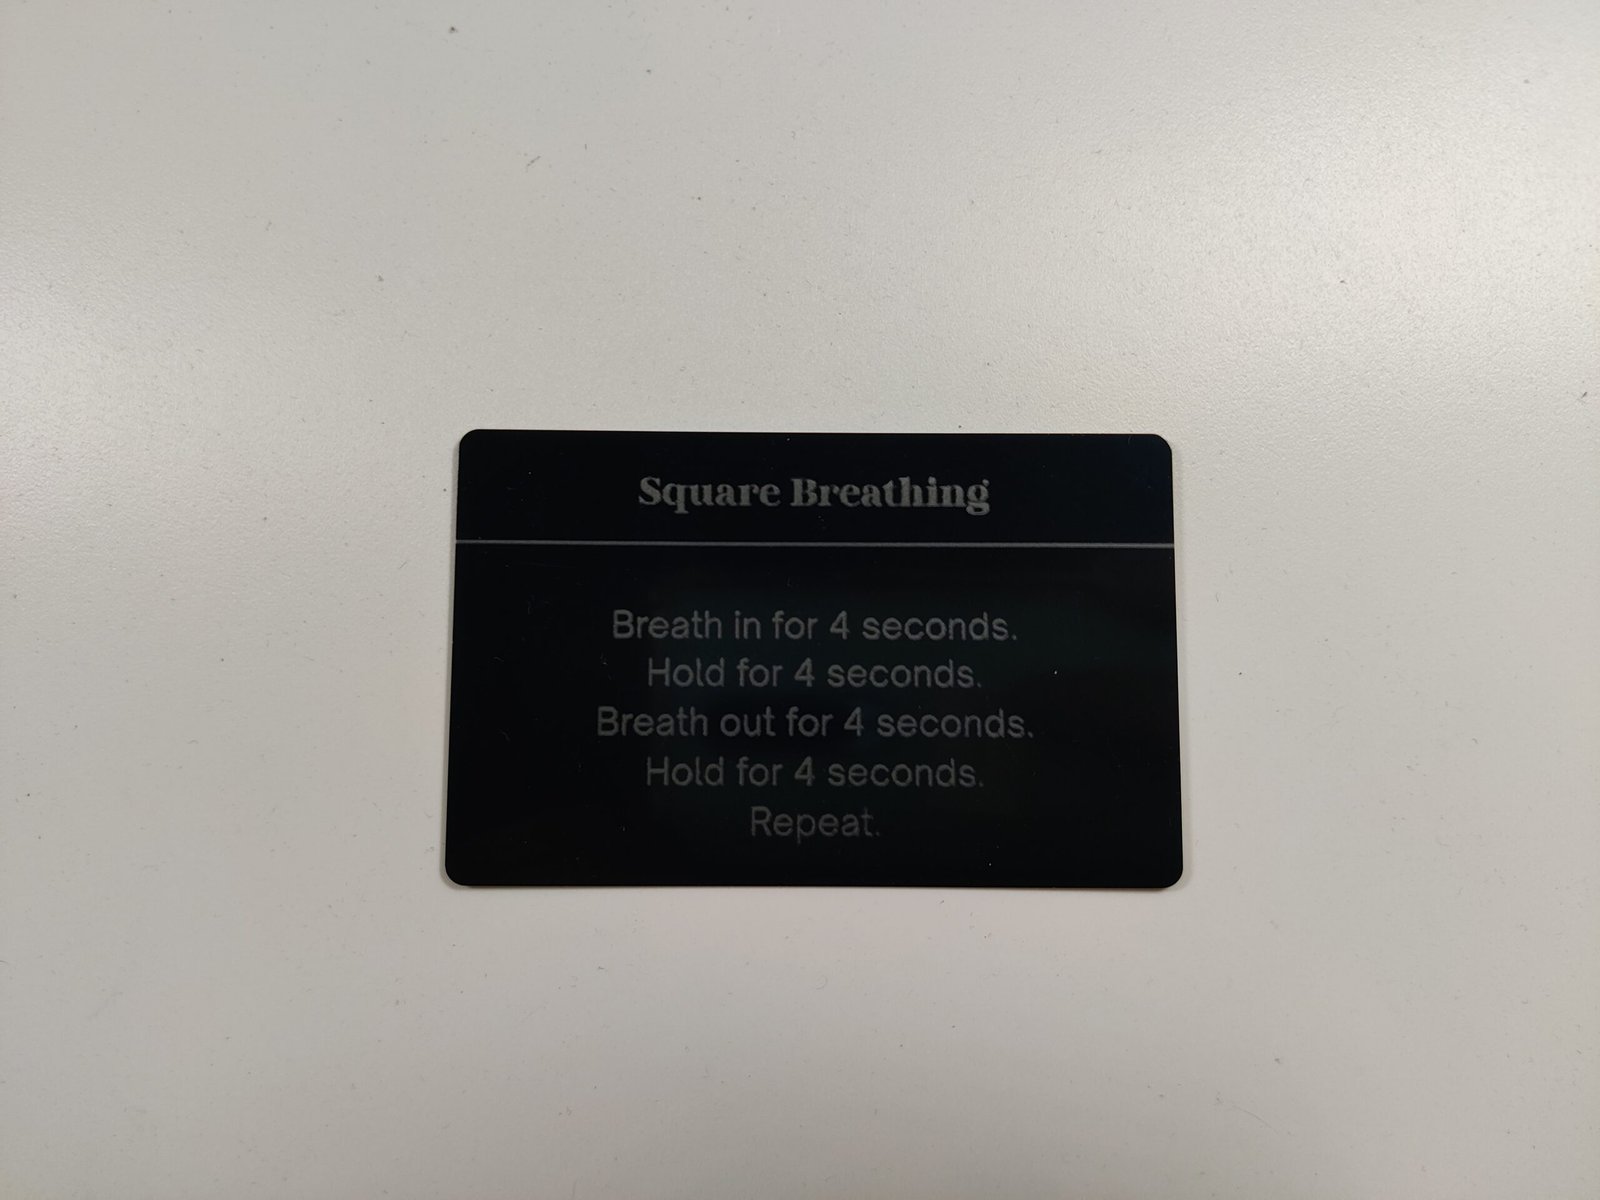 Square Breathing
Breath in for 4 seconds.
Hold for 4 seconds.
Breath out for 4 seconds.
Hold for 4 seconds.
Repeat.